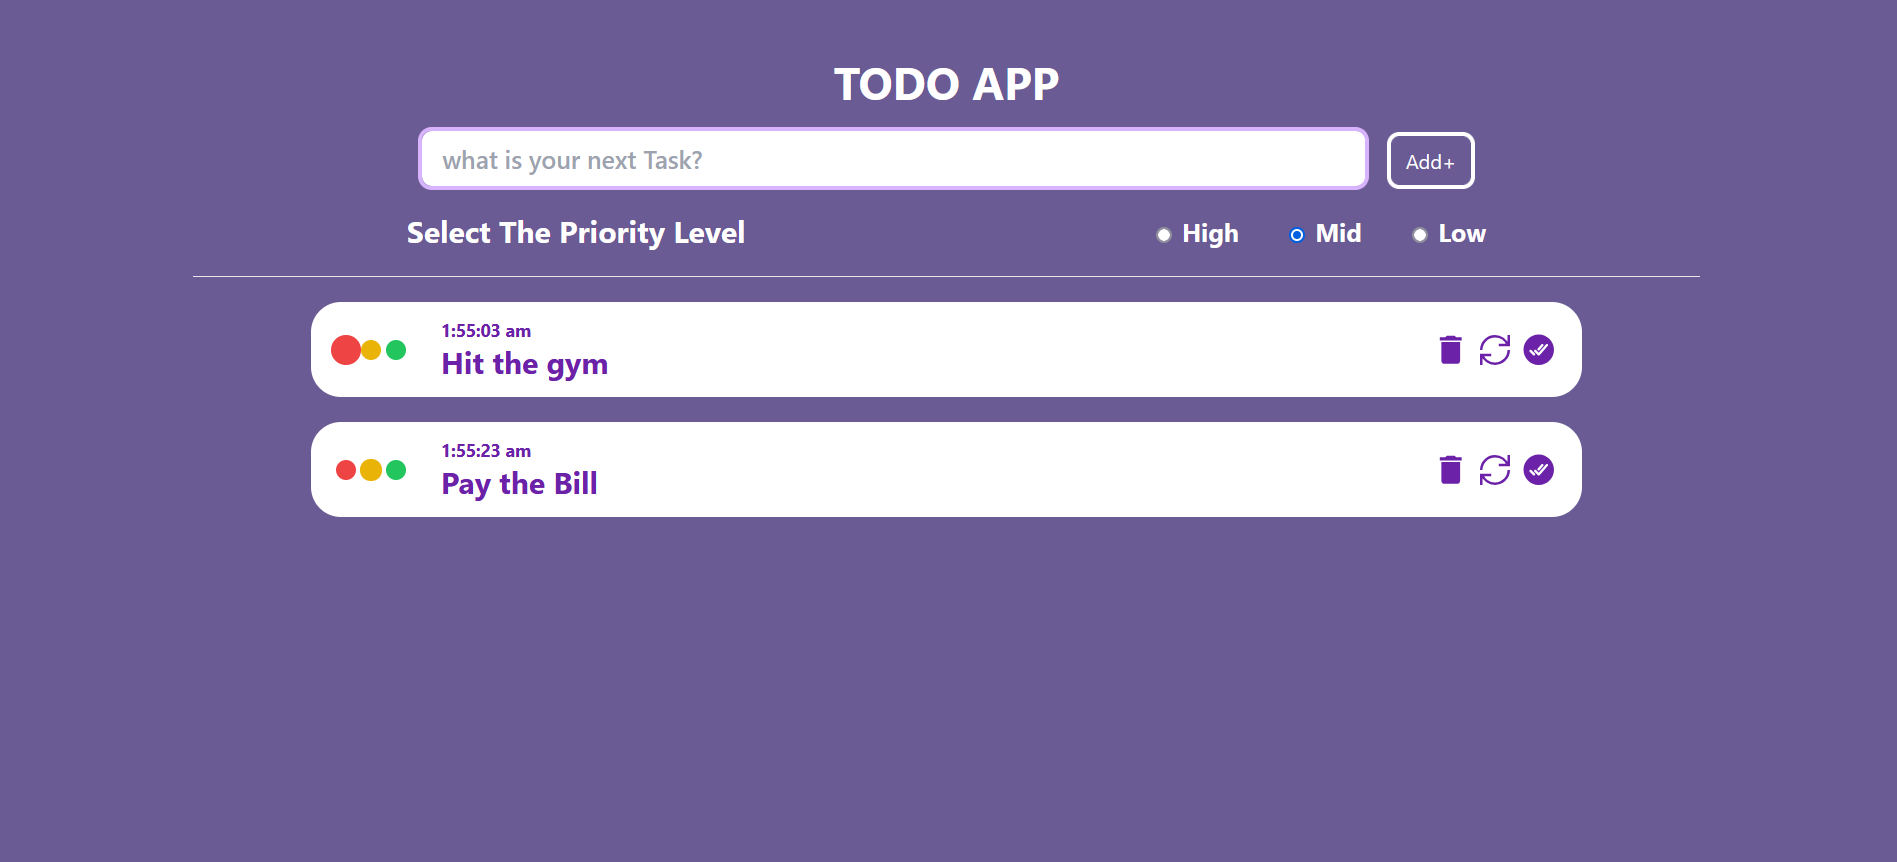 TODO APP
what is your next Task?
Add+
Select The Priority Level
High
Mid
Low
1:55:03 am
Hit the gym
1:55:23 am
Pay the Bill